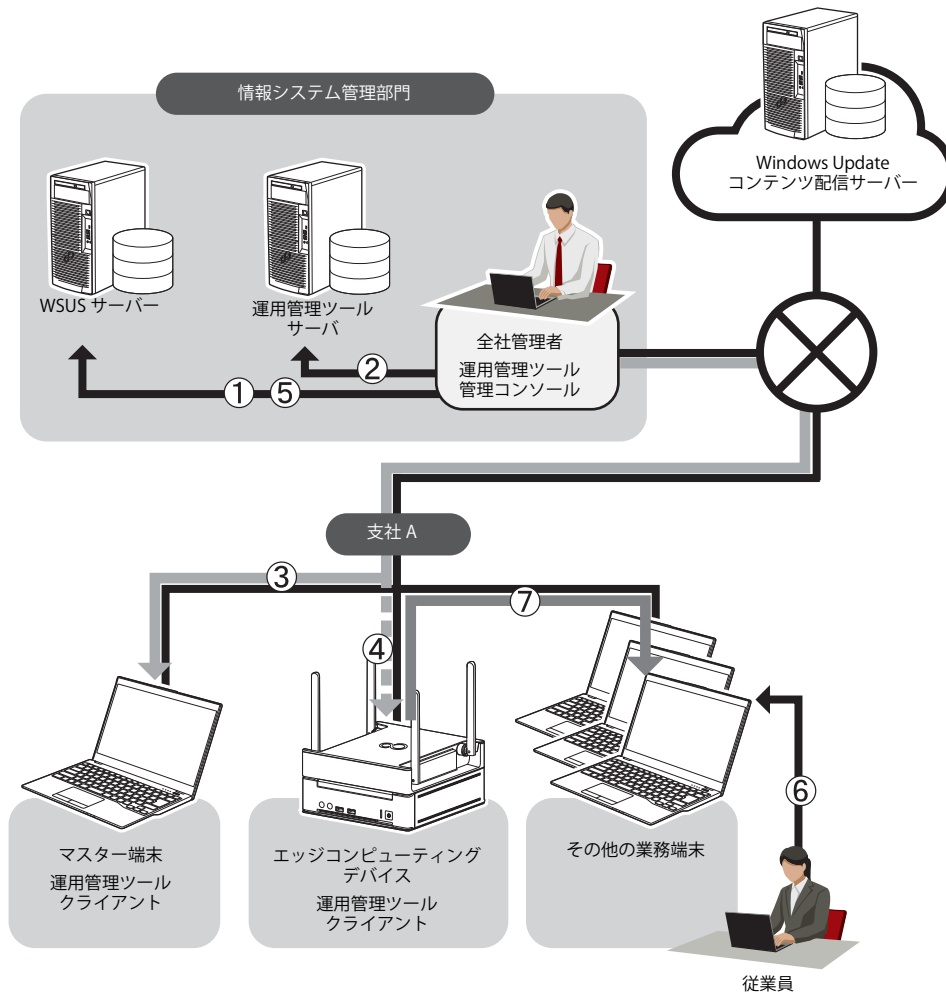 情報システム管理部門
Windows Update
コンテンツ配信サーバー
WSUS サーバー
運用管理ツール
サーバ
全社管理者
運用管理ツール
管理コンソール
②
① ⑤
支社 A
③
⑦
④
⑥
マスター端末
運用管理ツール
クライアント
エッジコンピューティング
デバイス
運用管理ツール
クライアント
その他の業務端末
従業員